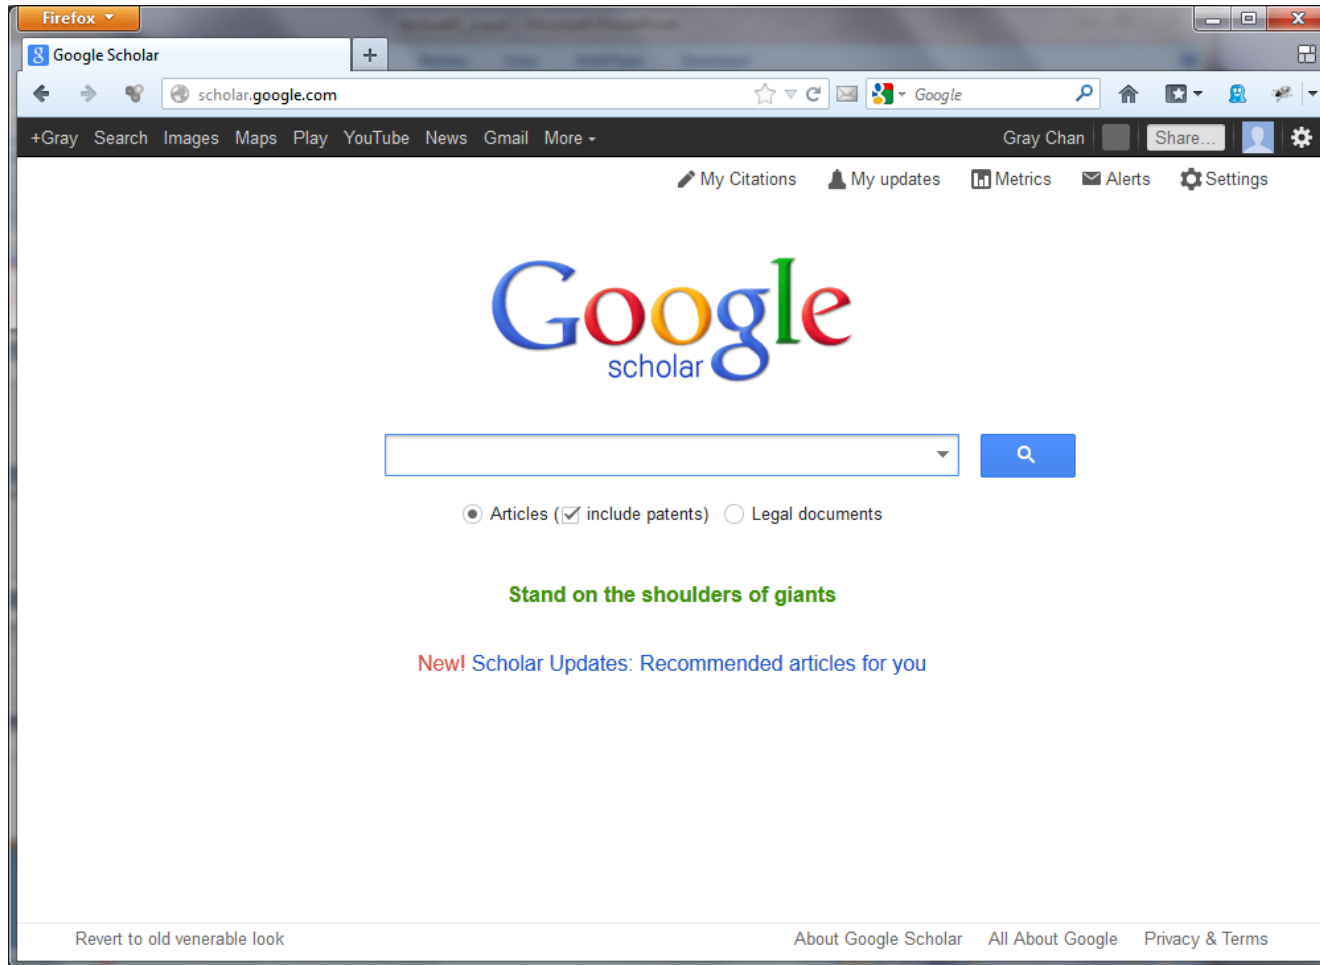 Firefox
Google Scholar
scholar.google.com
Google
+Gray Search Images Maps Play YouTube News Gmail More
Gray Chan Share...
My Citations My updates Metrics Alerts Settings
Google
scholar
Articles ( include patents) Legal documents
Stand on the shoulders of giants
New! Scholar Updates: Recommended articles for you
Revert to old venerable look About Google Scholar All About Google Privacy & Terms